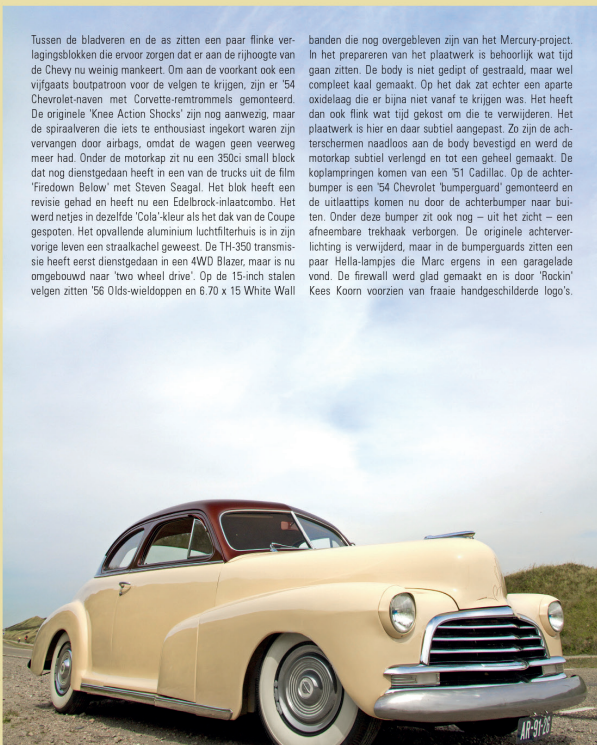 Tussen de bladveren en de as zitten een paar flinke ver-
lagingsblokken die ervoor zorgen dat er aan de rijhoogte van
de Chevy nu weinig mankeert. Om aan de voorkant ook een
vijfgaats boutpatroon voor de velgen te krijgen, zijn er '54
Chevrolet-naven met Corvette-remtrommels gemonteerd.
De originele 'Knee Action Shocks' zijn nog aanwezig, maar
de spiraalveren die iets te enthousiast ingekort waren zijn
vervangen door airbags, omdat de wagen geen veerweg
meer had. Onder de motorkap zit nu een 350ci small block
dat nog dienstgedaan heeft in een van de trucks uit de film
'Firedown Below' met Steven Seagal. Het blok heeft een
revisie gehad en heeft nu een Edelbrock-inlaatcombo. Het
werd netjes in dezelfde 'Cola'-kleur als het dak van de Coupe
gespoten. Het opvallende aluminium luchtfilterhuis is in zijn
vorige leven een straalkachel geweest. De TH-350 transmis-
sie heeft eerst dienstgedaan in een 4WD Blazer, maar is nu
omgebouwd naar 'two wheel drive'. Op de 15-inch stalen
velgen zitten '56 Olds-wieldoppen en 6.70 x 15 White Wall
banden die nog overgebleven zijn van het Mercury-project.
In het prepareren van het plaatwerk is behoorlijk wat tijd
gaan zitten. De body is niet gedipt of gestraald, maar wel
compleet kaal gemaakt. Op het dak zat echter een aparte
oxidelaag die er bijna niet vanaf te krijgen was. Het heeft
dan ook flink wat tijd gekost om die te verwijderen. Het
plaatwerk is hier en daar subtiel aangepast. Zo zijn de ach-
terschermen naadloos aan de body bevestigd en werd de
motorkap subtiel verlengd en tot een geheel gemaakt. De
koplampringen komen van een '51 Cadillac. Op de achter-
bumper is een '54 Chevrolet 'bumperguard' gemonteerd en
de uitlaattips komen nu door de achterbumper naar bui-
ten. Onder deze bumper zit ook nog – uit het zicht – een
afneembare trekhaak verborgen. De originele achterver-
lichting is verwijderd, maar in de bumperguards zitten een
paar Hella-lampjes die Marc ergens in een garagelade
vond. De firewall werd glad gemaakt en is door 'Rockin'
Kees Koorn voorzien van fraaie handgeschilderde logo's.
AR-91-26